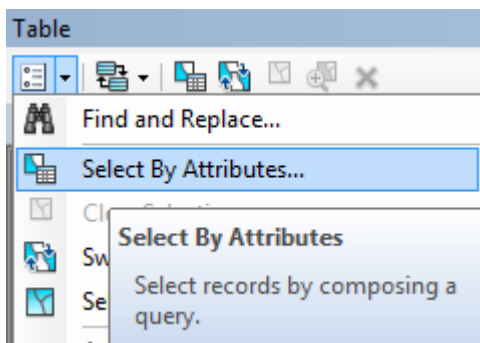 Table
Find and Replace...
Select By Attributes...
Select By Attributes
Select records by composing a
query.